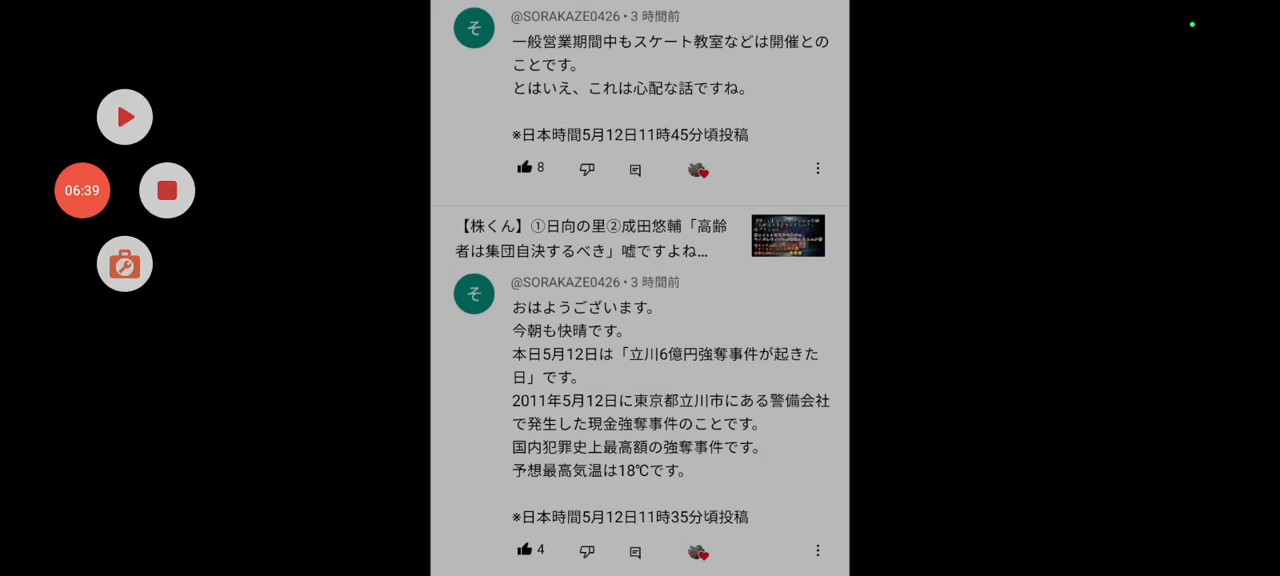 @SORAKAZE0426・3 時間前
そ
一般営業期間中もスケート教室などは開催との
ことです。
とはいえ、これは心配な話ですね。
※日本時間5月12日11時45分頃投稿
8
06:39
【株くん】①日向の里②成田悠輔「高齢
者は集団自決するべき」嘘ですよね...
@SORAKAZE0426・3 時間前
そ
おはようございます。
今朝も快晴です。
本日5月12日は「立川6億円強奪事件が起きた
日」です。
2011年5月12日に東京都立川市にある警備会社
で発生した現金強奪事件のことです。
国内犯罪史上最高額の強奪事件です。
予想最高気温は18℃です。
※日本時間5月12日11時35分頃投稿
4